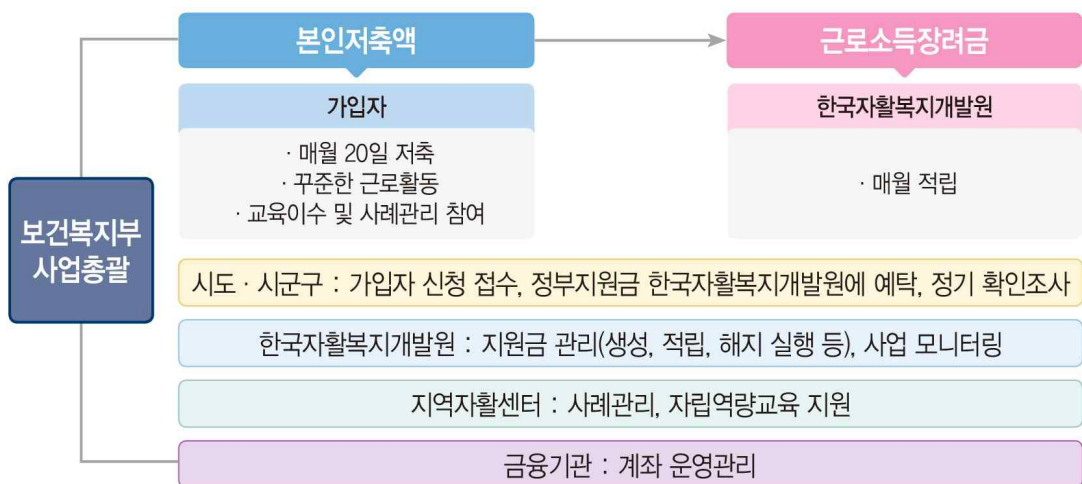 본인저축액
근로소득장려금
가입자
· 매월 20일 저축
· 꾸준한 근로활동
· 교육이수 및 사례관리 참여
한국자활복지개발원
· 매월 적립
보건복지부
사업총괄
시도 · 시군구 : 가입자 신청 접수, 정부지원금 한국자활복지개발원에 예탁, 정기 확인조사
한국자활복지개발원 : 지원금 관리(생성, 적립, 해지 실행 등), 사업 모니터링
지역자활센터 : 사례관리, 자립역량교육 지원
금융기관 : 계좌 운영관리